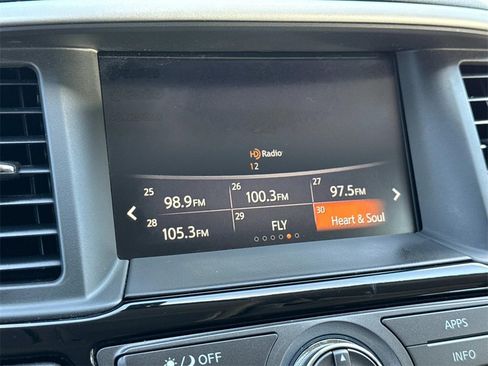 HD Radio
12
25 98.9FM 26 100.3FM 27 97.5FM
28 105.3FM 29 FLY 30 Heart & Soul
OFF
APPS
INFO